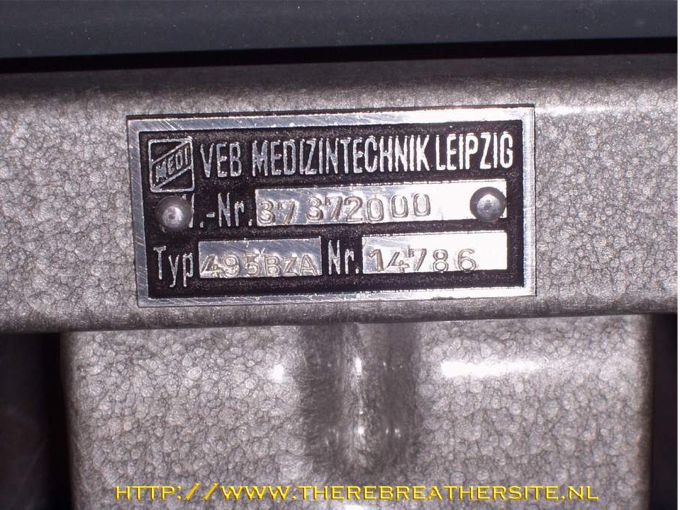 MEDI VEB MEDIZINTECHNIK LEIPZIG
.-Nr. 37 372000
Typ 495BZA Nr. 14786
HTTP://WWW.THEREBREATHERSITE.NL